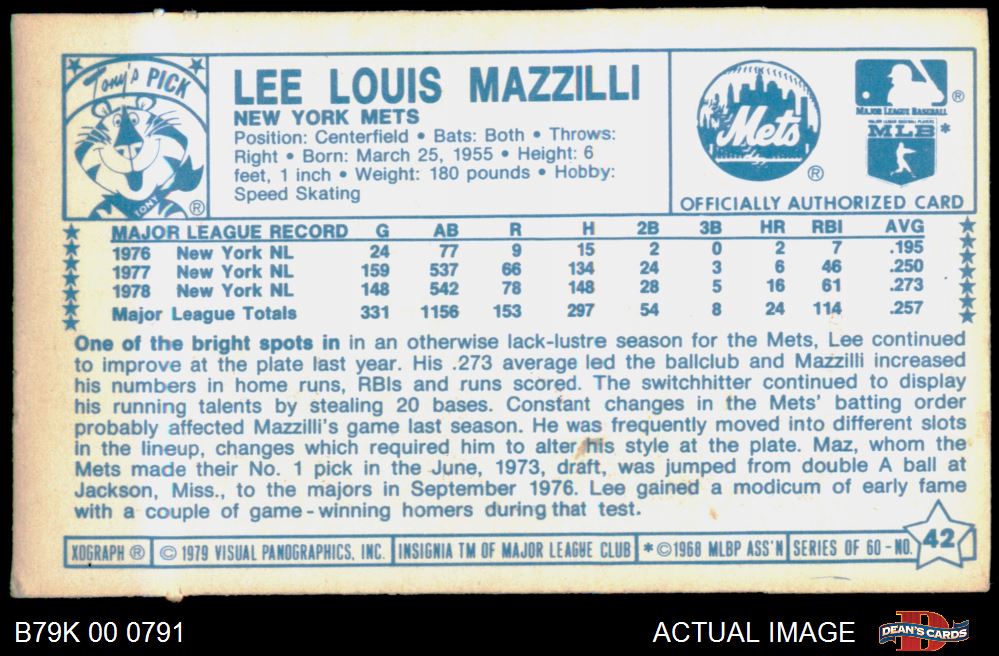 Tony's PICK
TONY
®
LEE LOUIS MAZZILLI
NEW YORK METS
Position: Centerfield • Bats: Both • Throws:
Right • Born: March 25, 1955 • Height: 6
feet, 1 inch • Weight: 180 pounds • Hobby:
Speed Skating
Mets
®
®
MAJOR LEAGUE BASEBALL
MAJOR LEAGUE BASEBALL PLAYERS
MLB *
OFFICIALLY AUTHORIZED CARD
MAJOR LEAGUE RECORD G AB R H 2B 3B HR RBI AVG
1976 New York NL 24 77 9 15 2 0 2 7 .195
1977 New York NL 159 537 66 134 24 3 6 46 .250
1978 New York NL 148 542 78 148 28 5 16 61 .273
Major League Totals 331 1156 153 297 54 8 24 114 .257
One of the bright spots in in an otherwise lack-lustre season for the Mets, Lee continued
to improve at the plate last year. His .273 average led the ballclub and Mazzilli increased
his numbers in home runs, RBIs and runs scored. The switchhitter continued to display
his running talents by stealing 20 bases. Constant changes in the Mets' batting order
probably affected Mazzilli's game last season. He was frequently moved into different slots
in the lineup, changes which required him to alter his style at the plate. Maz, whom the
Mets made their No. 1 pick in the June, 1973, draft, was jumped from double A ball at
Jackson, Miss., to the majors in September 1976. Lee gained a modicum of early fame
with a couple of game-winning homers during that test.
XOGRAPH ® © 1979 VISUAL PANOGRAPHICS, INC. INSIGNIA TM OF MAJOR LEAGUE CLUB * © 1968 MLBP ASS'N SERIES OF 60 - NO. 42
B79K 00 0791
ACTUAL IMAGE
DEAN'S CARDS